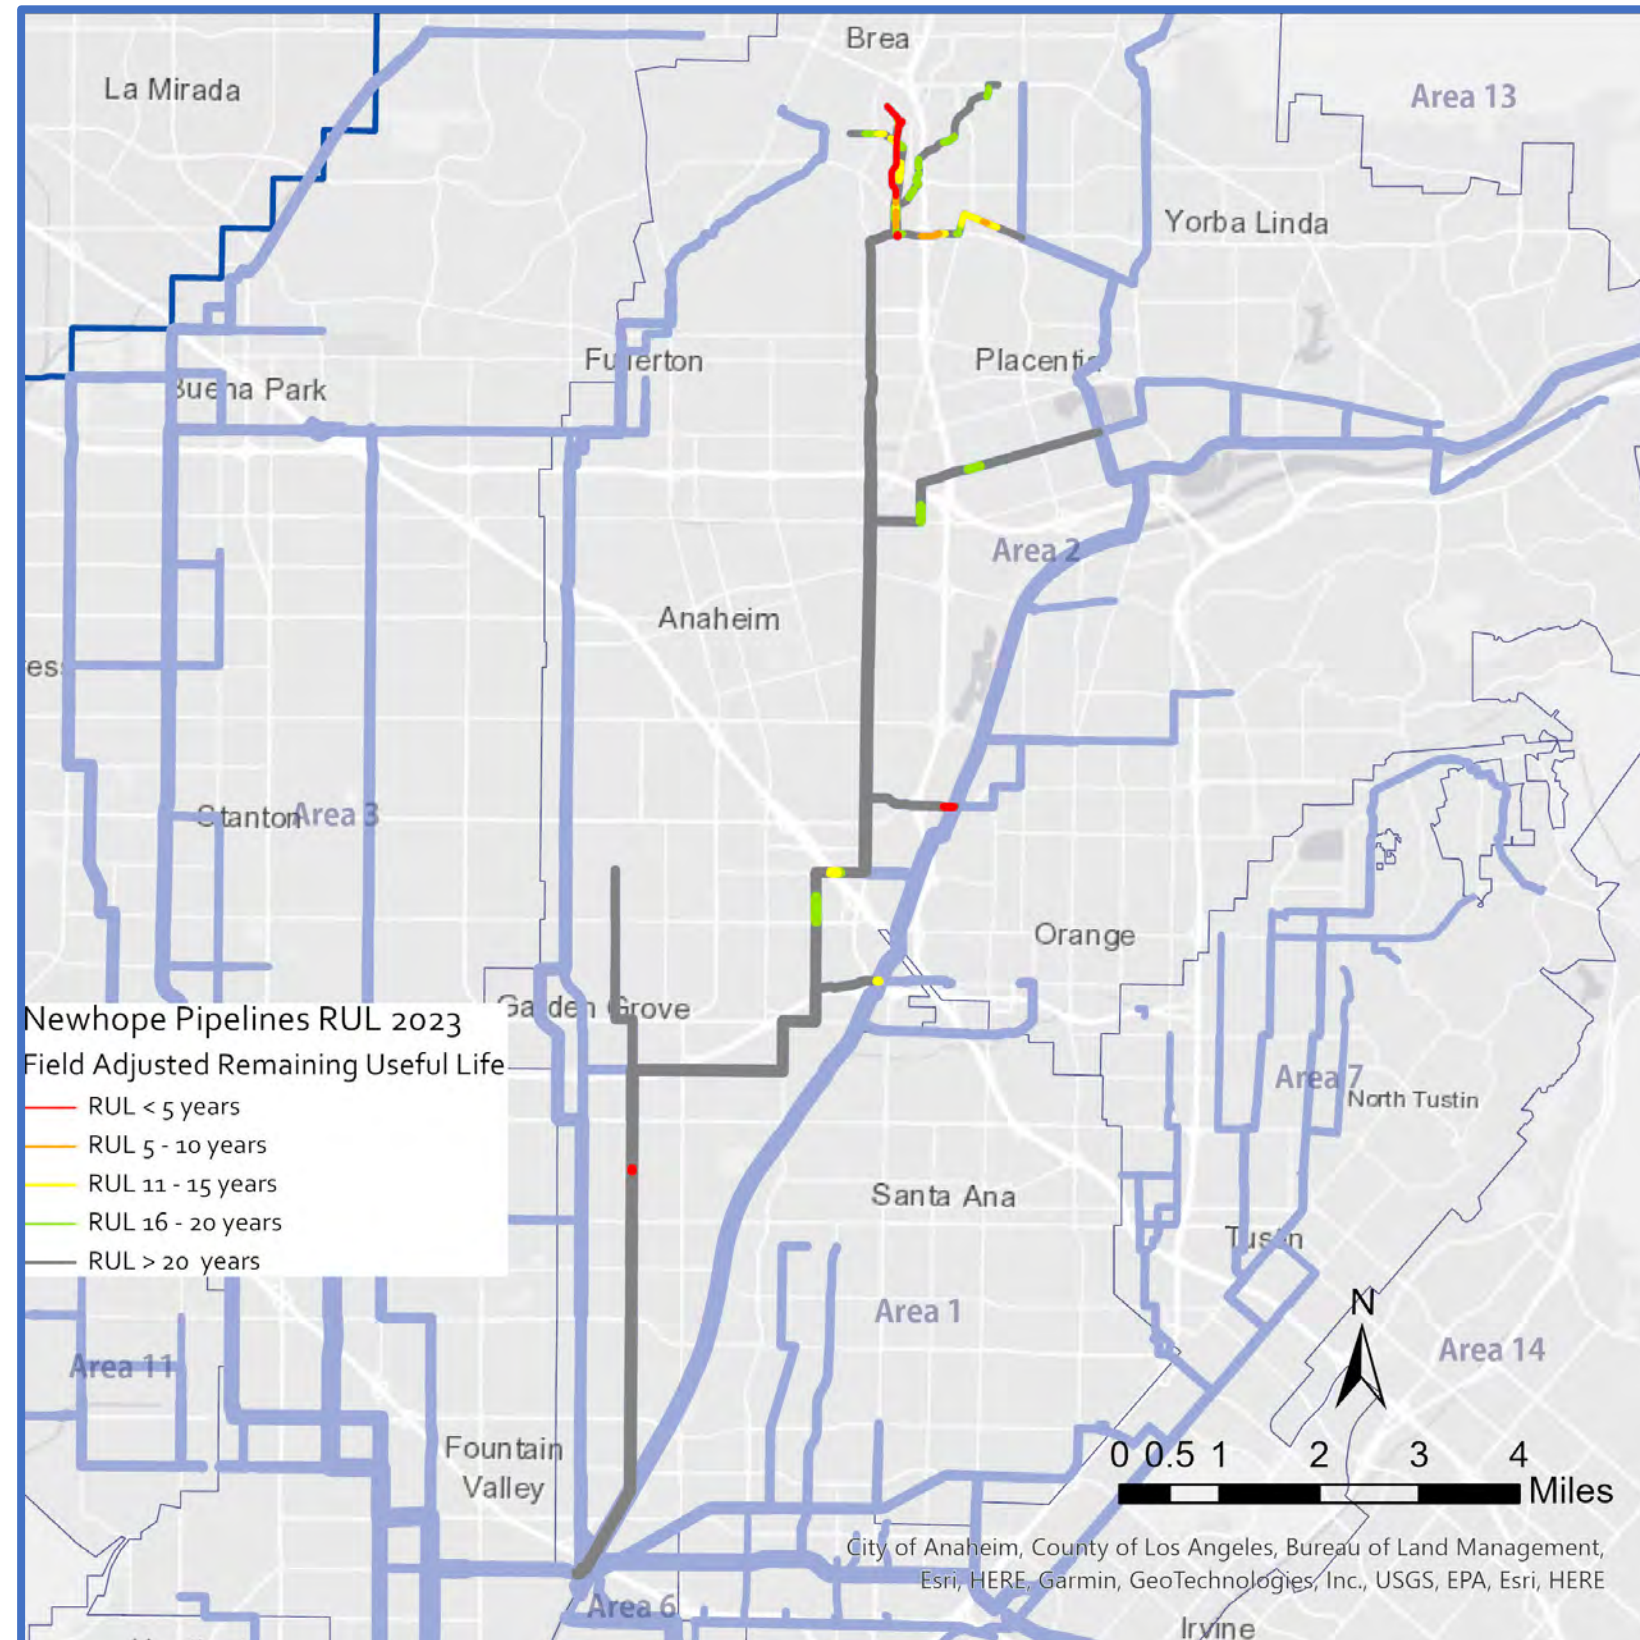 Brea
La Mirada
Area 13
Yorba Linda
Fullerton
Placentia
Buena Park
Area 2
Anaheim
ess
Stanton
Area 3
Orange
Garden Grove
Newhope Pipelines RUL 2023
Field Adjusted Remaining Useful Life
RUL < 5 years
RUL 5 - 10 years
RUL 11 - 15 years
RUL 16 - 20 years
RUL > 20 years
Area 7
North Tustin
Santa Ana
Tustin
Area 1
N
Area 14
Area 11
Fountain
Valley
0 0.5 1 2 3 4
Miles
City of Anaheim, County of Los Angeles, Bureau of Land Management,
Esri, HERE, Garmin, GeoTechnologies, Inc., USGS, EPA, Esri, HERE
Area 6
Irvine